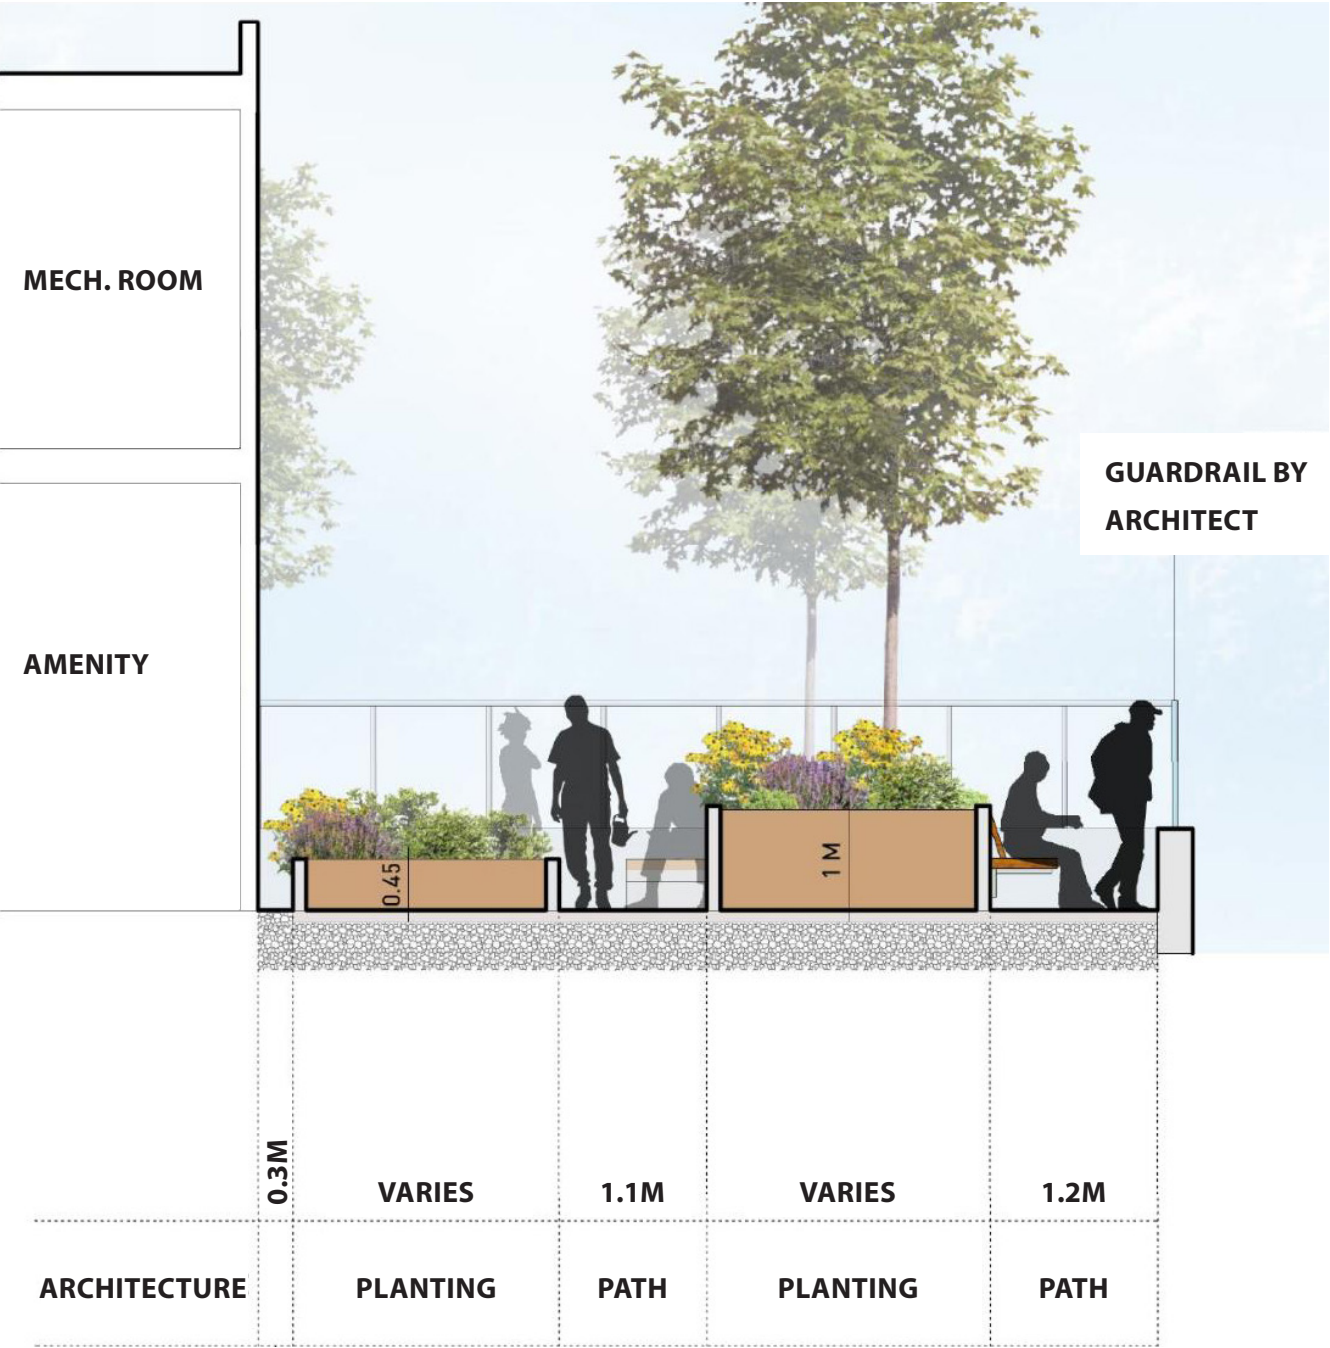 MECH. ROOM
GUARDRAIL BY
ARCHITECT
AMENITY
0.45
1 M
0.3M
VARIES
1.1M
VARIES
1.2M
ARCHITECTURE
PLANTING
PATH
PLANTING
PATH